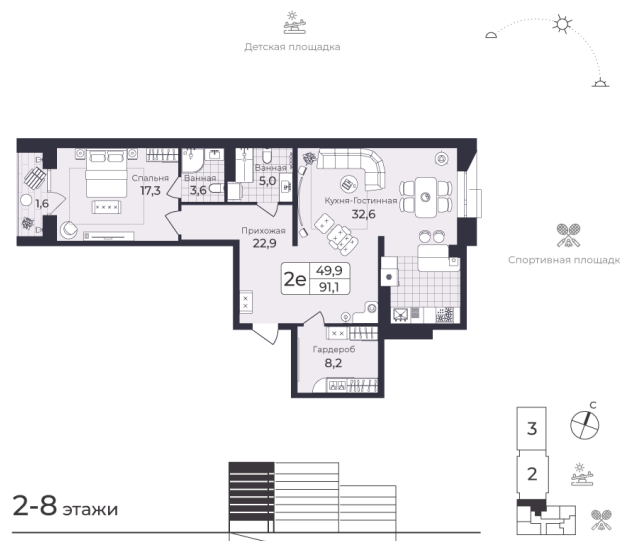 Детская площадка
Спальня
17,3
Ванная
3,6
Ванная
5,0
Кухня-Гостинная
32,6
1,6
Прихожая
22,9
2е
49,9
91,1
Спортивная площадк
Гардероб
8,2
С
3
2
2-8 этажи